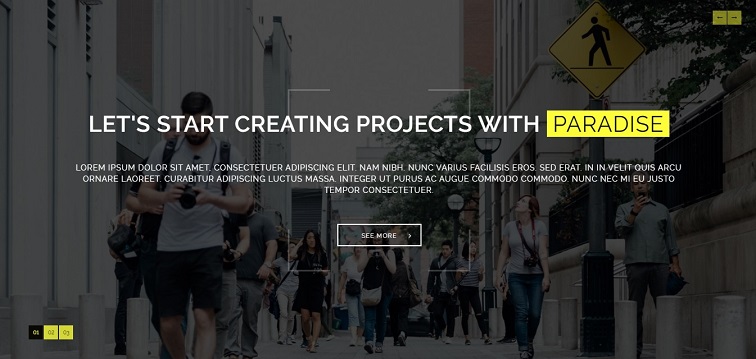 LET'S START CREATING PROJECTS WITH PARADISE
LOREM IPSUM DOLOR SIT AMET, CONSECTETUER ADIPISCING ELIT. NAM NIBH. NUNC VARIUS FACILISIS EROS. SED ERAT. IN IN VELIT QUIS ARCU
ORNARE LAOREET. CURABITUR ADIPISCING LUCTUS MASSA. INTEGER UT PURUS AC AUGUE COMMODO COMMODO. NUNC NEC MI EU JUSTO
TEMPOR CONSECTETUER.
SEE MORE
01 02 03